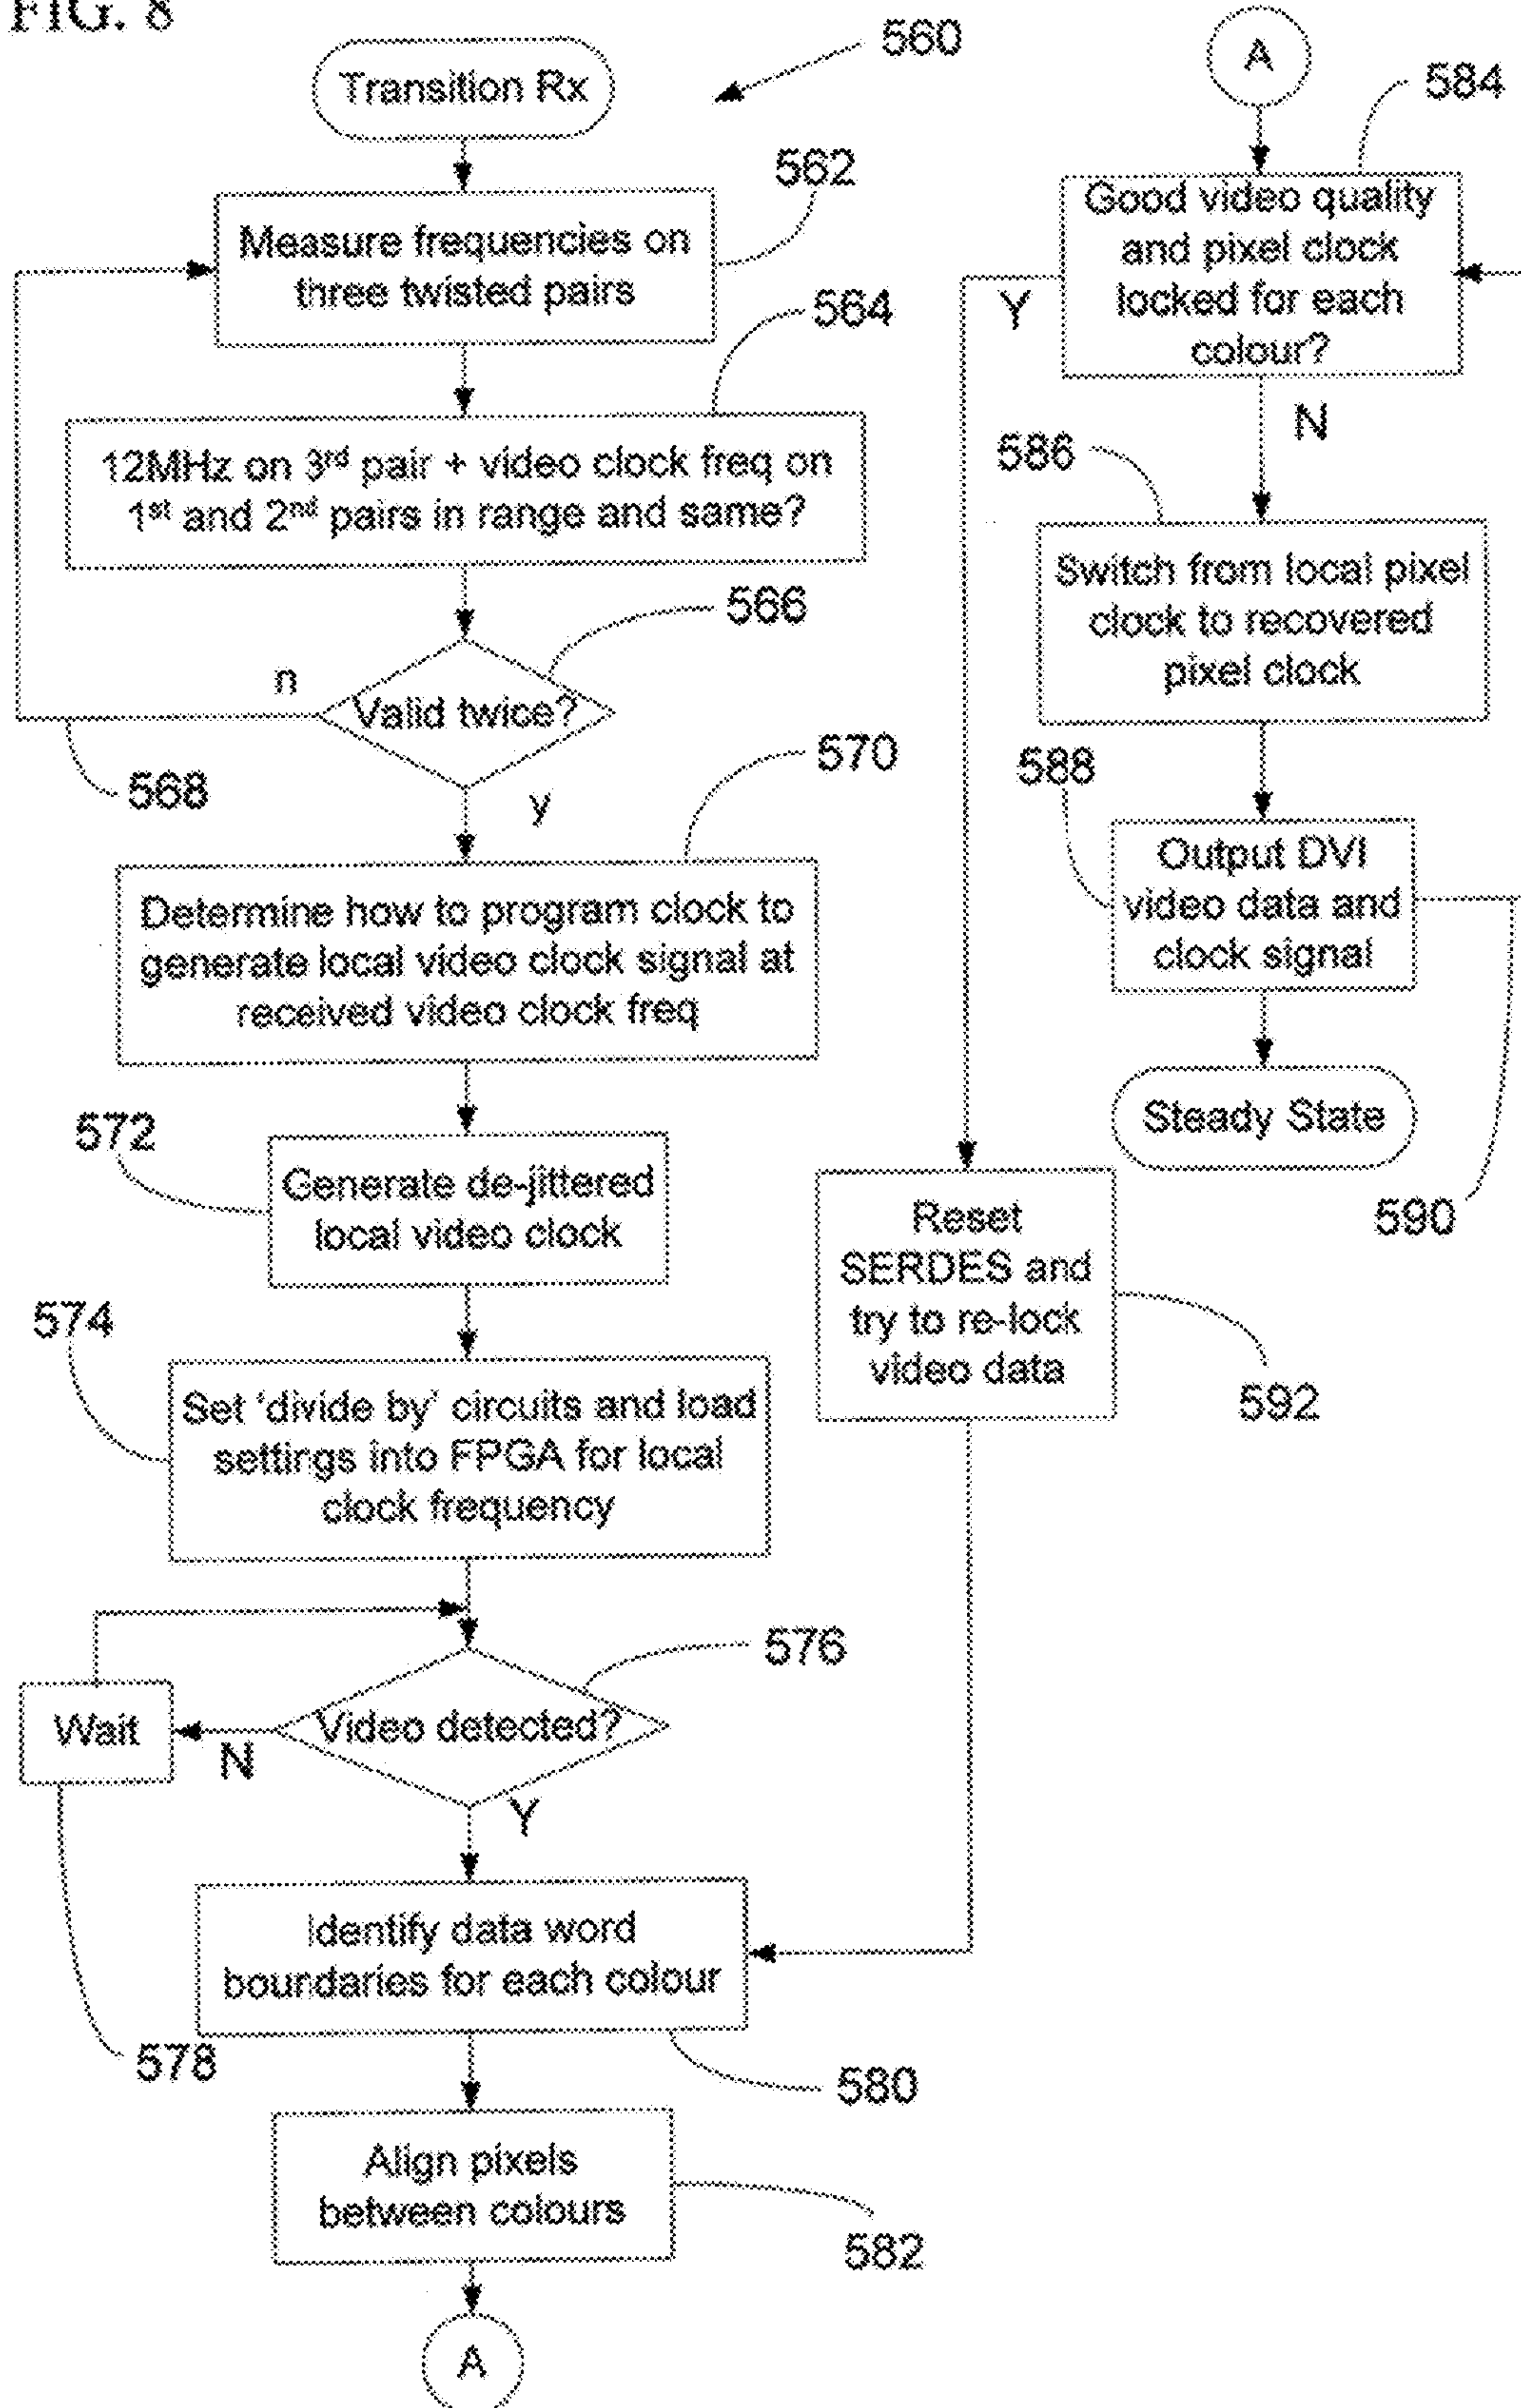 FIG. 8
Transition Rx
560
562
Measure frequencies on
three twisted pairs
564
12MHz on 3rd pair + video clock freq on
1st and 2nd pairs in range and same?
566
n
Valid twice?
568
y
570
Determine how to program clock to
generate local video clock signal at
received video clock freq
572
Generate de-jittered
local video clock
574
Set 'divide by' circuits and load
settings into FPGA for local
clock frequency
576
Wait
N
Video detected?
Y
Identify data word
boundaries for each colour
578
580
Align pixels
between colours
582
A
A
584
Good video quality
and pixel clock
locked for each
colour?
Y
N
586
Switch from local pixel
clock to recovered
pixel clock
588
Output DVI
video data and
clock signal
Steady State
590
Reset
SERDES and
try to re-lock
video data
592